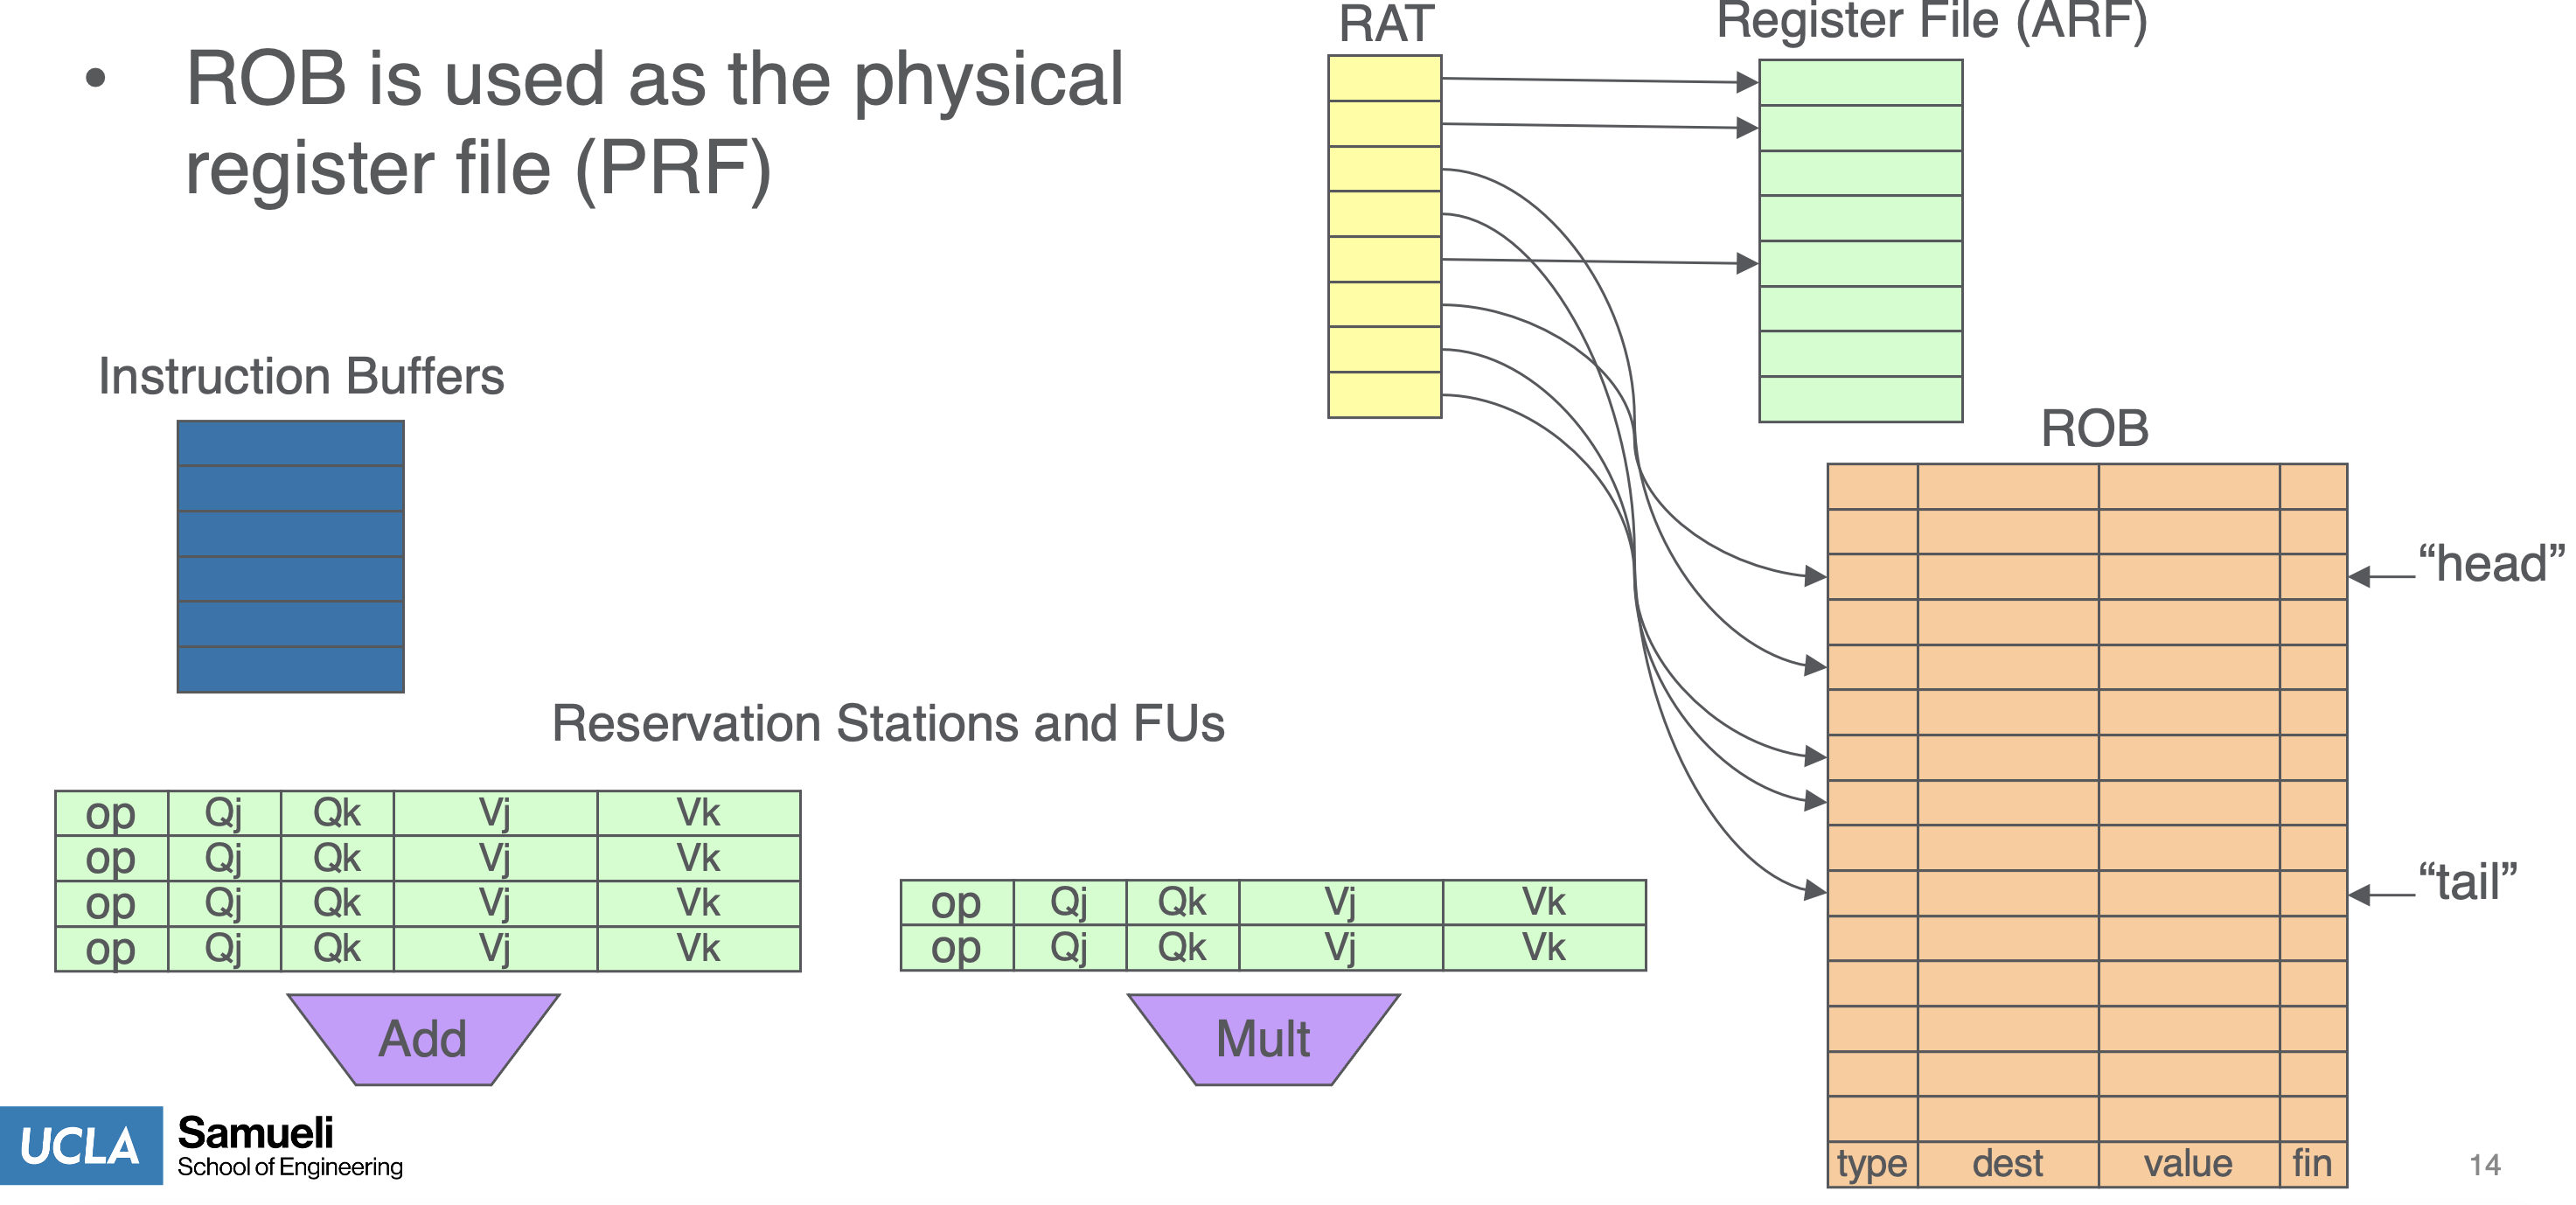 • ROB is used as the physical
register file (PRF)
RAT
Register File (ARF)
Instruction Buffers
ROB
"head"
"tail"
Reservation Stations and FUs
op Qj Qk Vj Vk
op Qj Qk Vj Vk
op Qj Qk Vj Vk
op Qj Qk Vj Vk
op Qj Qk Vj Vk
op Qj Qk Vj Vk
Add
Mult
type dest value fin
UCLA Samueli
School of Engineering
14